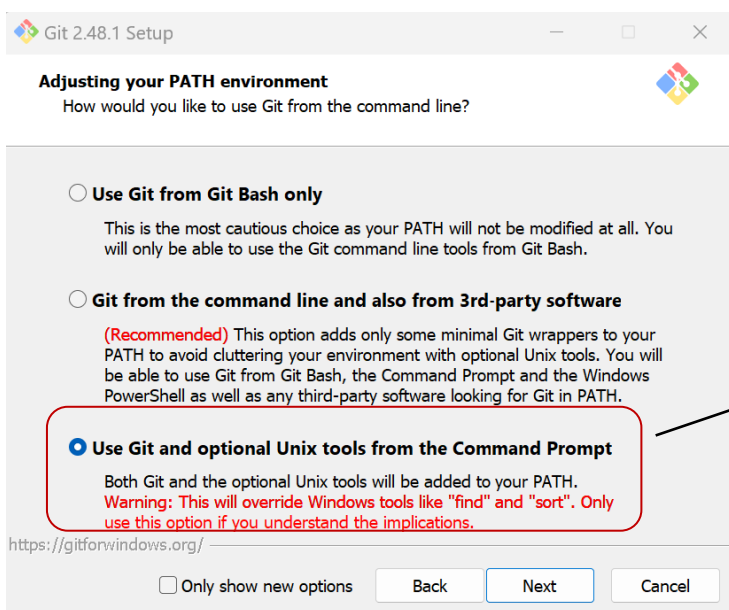 Git 2.48.1 Setup
Adjusting your PATH environment
How would you like to use Git from the command line?
Use Git from Git Bash only
This is the most cautious choice as your PATH will not be modified at all. You
will only be able to use the Git command line tools from Git Bash.
Git from the command line and also from 3rd-party software
(Recommended) This option adds only some minimal Git wrappers to your
PATH to avoid cluttering your environment with optional Unix tools. You will
be able to use Git from Git Bash, the Command Prompt and the Windows
PowerShell as well as any third-party software looking for Git in PATH.
Use Git and optional Unix tools from the Command Prompt
Both Git and the optional Unix tools will be added to your PATH.
Warning: This will override Windows tools like "find" and "sort". Only
use this option if you understand the implications.
https://gitforwindows.org/
Only show new options
Back
Next
Cancel